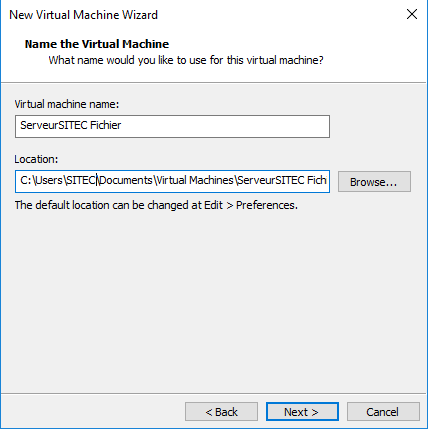 New Virtual Machine Wizard
Name the Virtual Machine
What name would you like to use for this virtual machine?
Virtual machine name:
ServeurSITEC Fichier
Location:
C:\Users\SITEC\Documents\Virtual Machines\ServeurSITEC Fichi
Browse...
The default location can be changed at Edit > Preferences.
< Back
Next >
Cancel